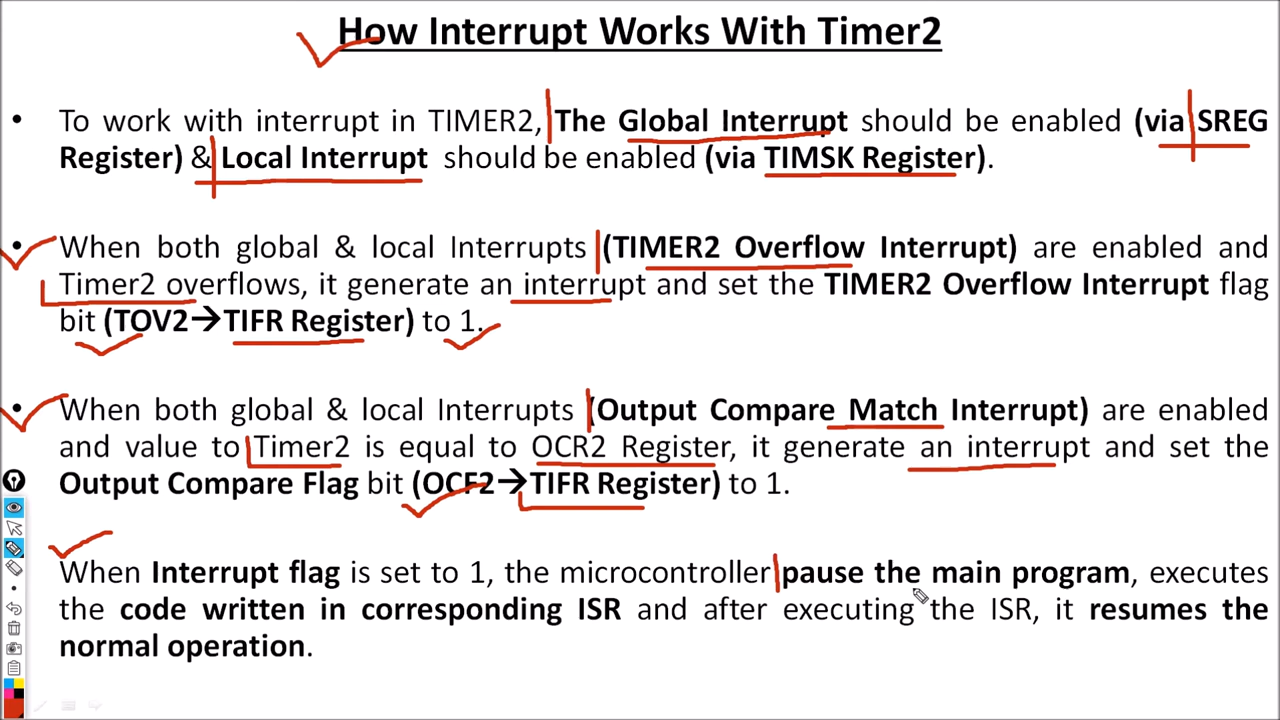 How Interrupt Works With Timer2
• To work with interrupt in TIMER2, The Global Interrupt should be enabled (via SREG
Register) & Local Interrupt should be enabled (via TIMSK Register).
• When both global & local Interrupts (TIMER2 Overflow Interrupt) are enabled and
Timer2 overflows, it generate an interrupt and set the TIMER2 Overflow Interrupt flag
bit (TOV2→TIFR Register) to 1.
• When both global & local Interrupts (Output Compare Match Interrupt) are enabled
and value to Timer2 is equal to OCR2 Register, it generate an interrupt and set the
Output Compare Flag bit (OCF2→TIFR Register) to 1.
When Interrupt flag is set to 1, the microcontroller pause the main program, executes
the code written in corresponding ISR and after executing the ISR, it resumes the
normal operation.